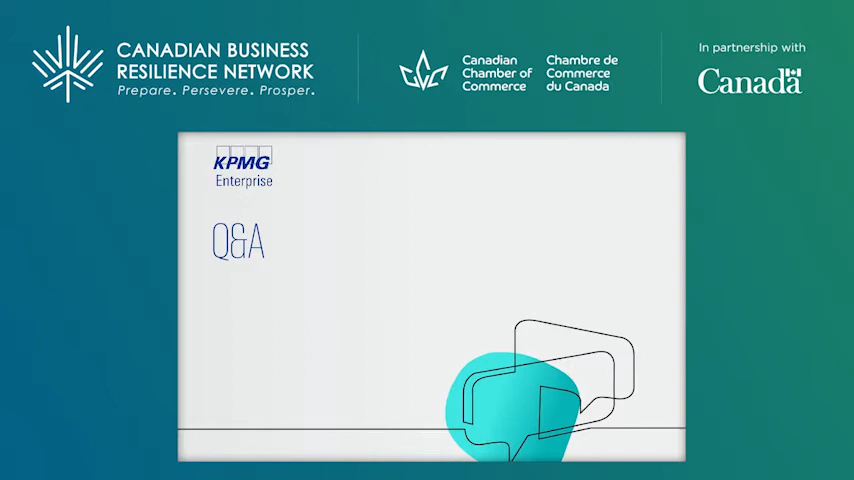 CANADIAN BUSINESS
RESILIENCE NETWORK
Prepare. Persevere. Prosper.
Canadian
Chamber of
Commerce
Chambre de
Commerce
du Canada
In partnership with
Canada
KPMG
Enterprise
Q&A